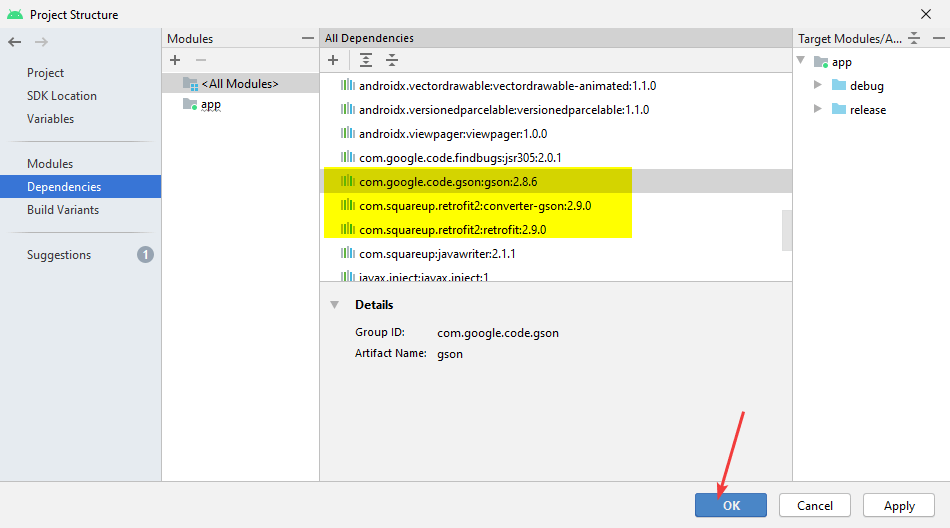 Project Structure
Project
SDK Location
Variables
Modules
Dependencies
Build Variants
Suggestions
1
Modules
<All Modules>
app
All Dependencies
androidx.vectordrawable:vectordrawable-animated:1.1.0
androidx.versionedparcelable:versionedparcelable:1.1.0
androidx.viewpager:viewpager:1.0.0
com.google.code.findbugs:jsr305:2.0.1
com.google.code.gson:gson:2.8.6
com.squareup.retrofit2:converter-gson:2.9.0
com.squareup.retrofit2:retrofit:2.9.0
com.squareup:javawriter:2.1.1
javax.inject:javax.inject:1
Details
Group ID: com.google.code.gson
Artifact Name: gson
Target Modules/A...
app
debug
release
OK
Cancel
Apply